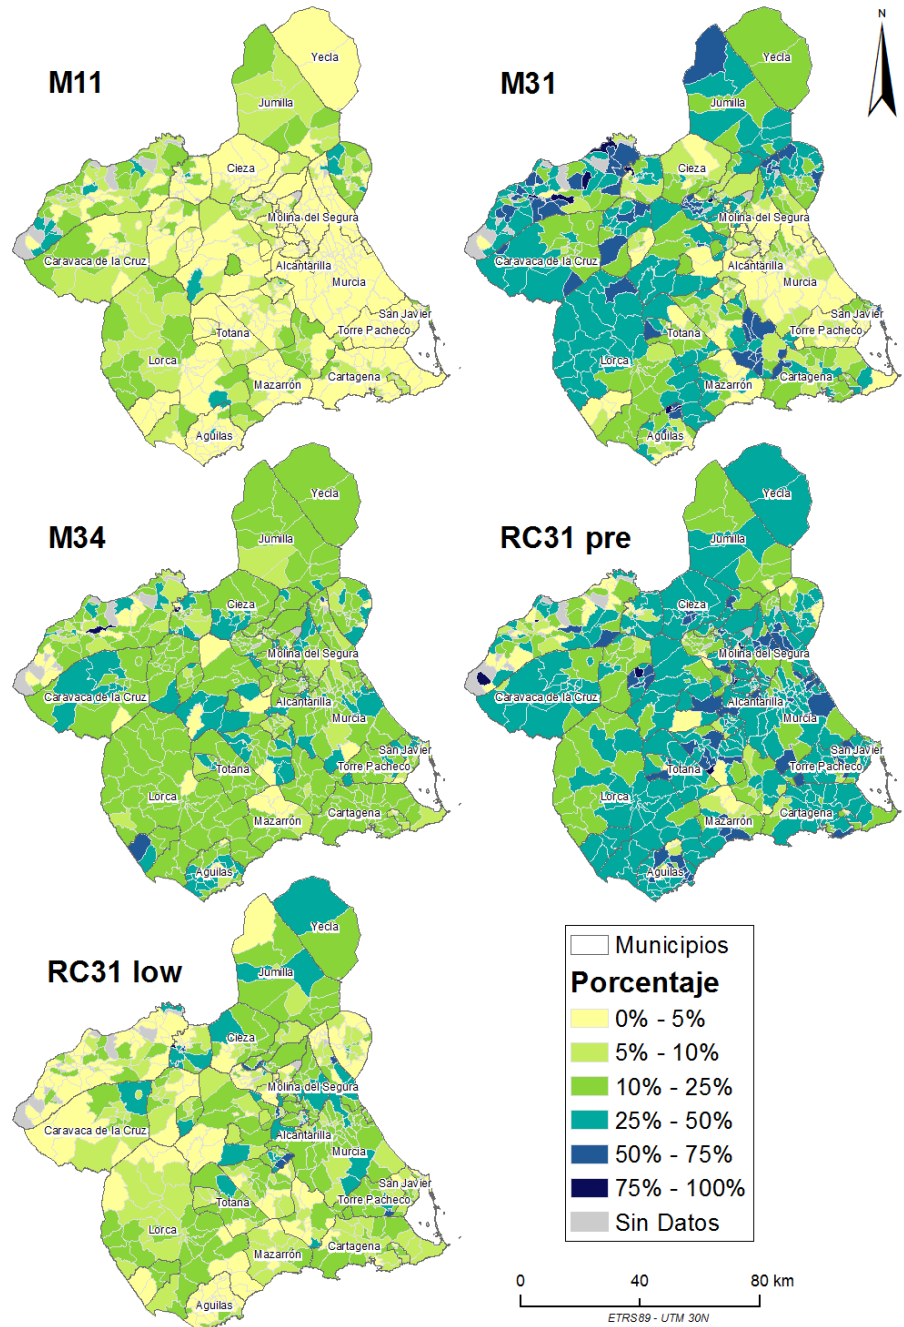 M11
Yecla
Jumilla
Cieza
Molina del Segura
Caravaca de la Cruz
Alcantarilla
Murcia
San Javier
Torre Pacheco
Totana
Lorca
Mazarrón
Cartagena
Aguilas
M31
N
Yecla
Jumilla
Cieza
Molina del Segura
Caravaca de la Cruz
Alcantarilla
Murcia
San Javier
Torre Pacheco
Totana
Lorca
Mazarrón
Cartagena
Aguilas
M34
Yecla
Jumilla
Cieza
Molina del Segura
Caravaca de la Cruz
Alcantarilla
Murcia
San Javier
Torre Pacheco
Totana
Lorca
Mazarrón
Cartagena
Aguilas
RC31 pre
Yecla
Jumilla
Cieza
Molina del Segura
Caravaca de la Cruz
Alcantarilla
Murcia
San Javier
Torre Pacheco
Totana
Lorca
Mazarrón
Cartagena
Aguilas
RC31 low
Yecla
Jumilla
Cieza
Molina del Segura
Caravaca de la Cruz
Alcantarilla
Murcia
San Javier
Torre Pacheco
Totana
Lorca
Mazarrón
Cartagena
Aguilas
Municipios
Porcentaje
0% - 5%
5% - 10%
10% - 25%
25% - 50%
50% - 75%
75% - 100%
Sin Datos
0 40 80 km
ETRS89 - UTM 30N